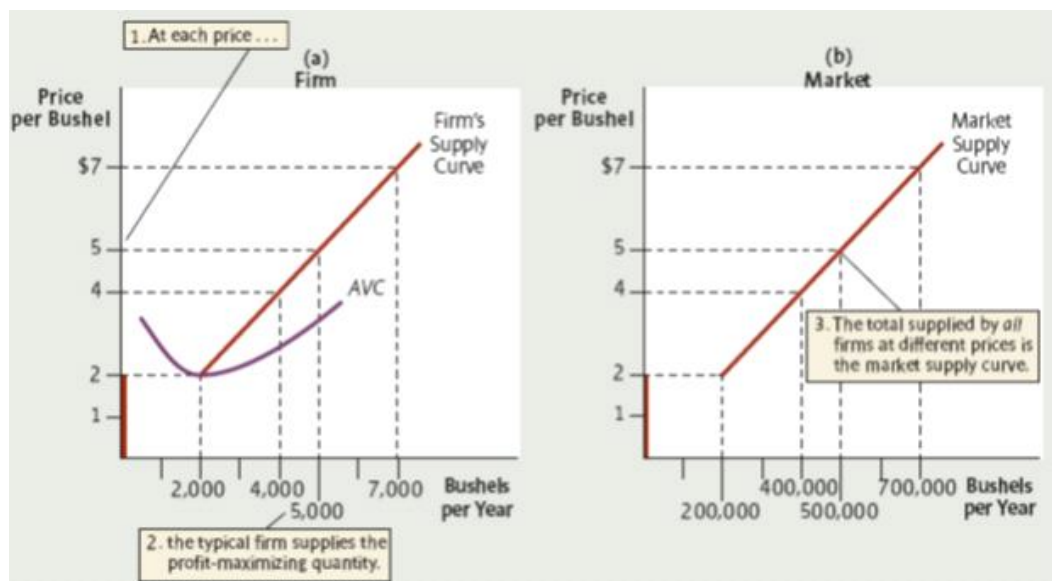 1. At each price . . .
(a)
Firm
Price
per Bushel
$7
5
4
2
1
Firm's
Supply
Curve
AVC
2,000
4,000
5,000
7,000
Bushels
per Year
2. the typical firm supplies the
profit-maximizing quantity.
(b)
Market
Price
per Bushel
$7
5
4
2
1
Market
Supply
Curve
3. The total supplied by all
firms at different prices is
the market supply curve.
200,000
400,000
500,000
700,000
Bushels
per Year